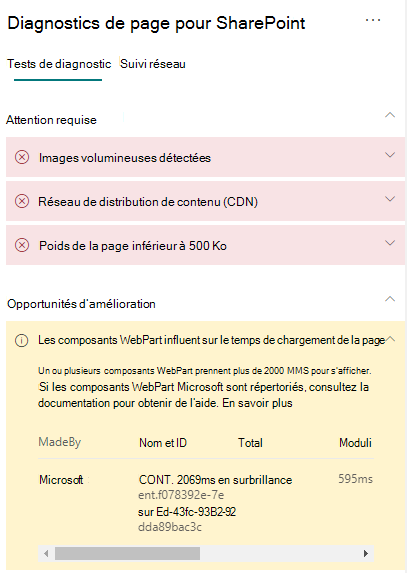 Diagnostics de page pour SharePoint
Tests de diagnostic Suivi réseau
Attention requise
Images volumineuses détectées
Réseau de distribution de contenu (CDN)
Poids de la page inférieur à 500 Ko
Opportunités d'amélioration
Les composants WebPart influent sur le temps de chargement de la page
Un ou plusieurs composants WebPart prennent plus de 2000 MMS pour s'afficher.
Si les composants WebPart Microsoft sont répertoriés, consultez la
documentation pour obtenir de l'aide. En savoir plus
MadeBy Nom et ID Total Moduli
Microsoft CONT. 2069ms en surbrillance 595ms
ent.f078392e-7e
sur Ed-43fc-93B2-92
dda89bac3c